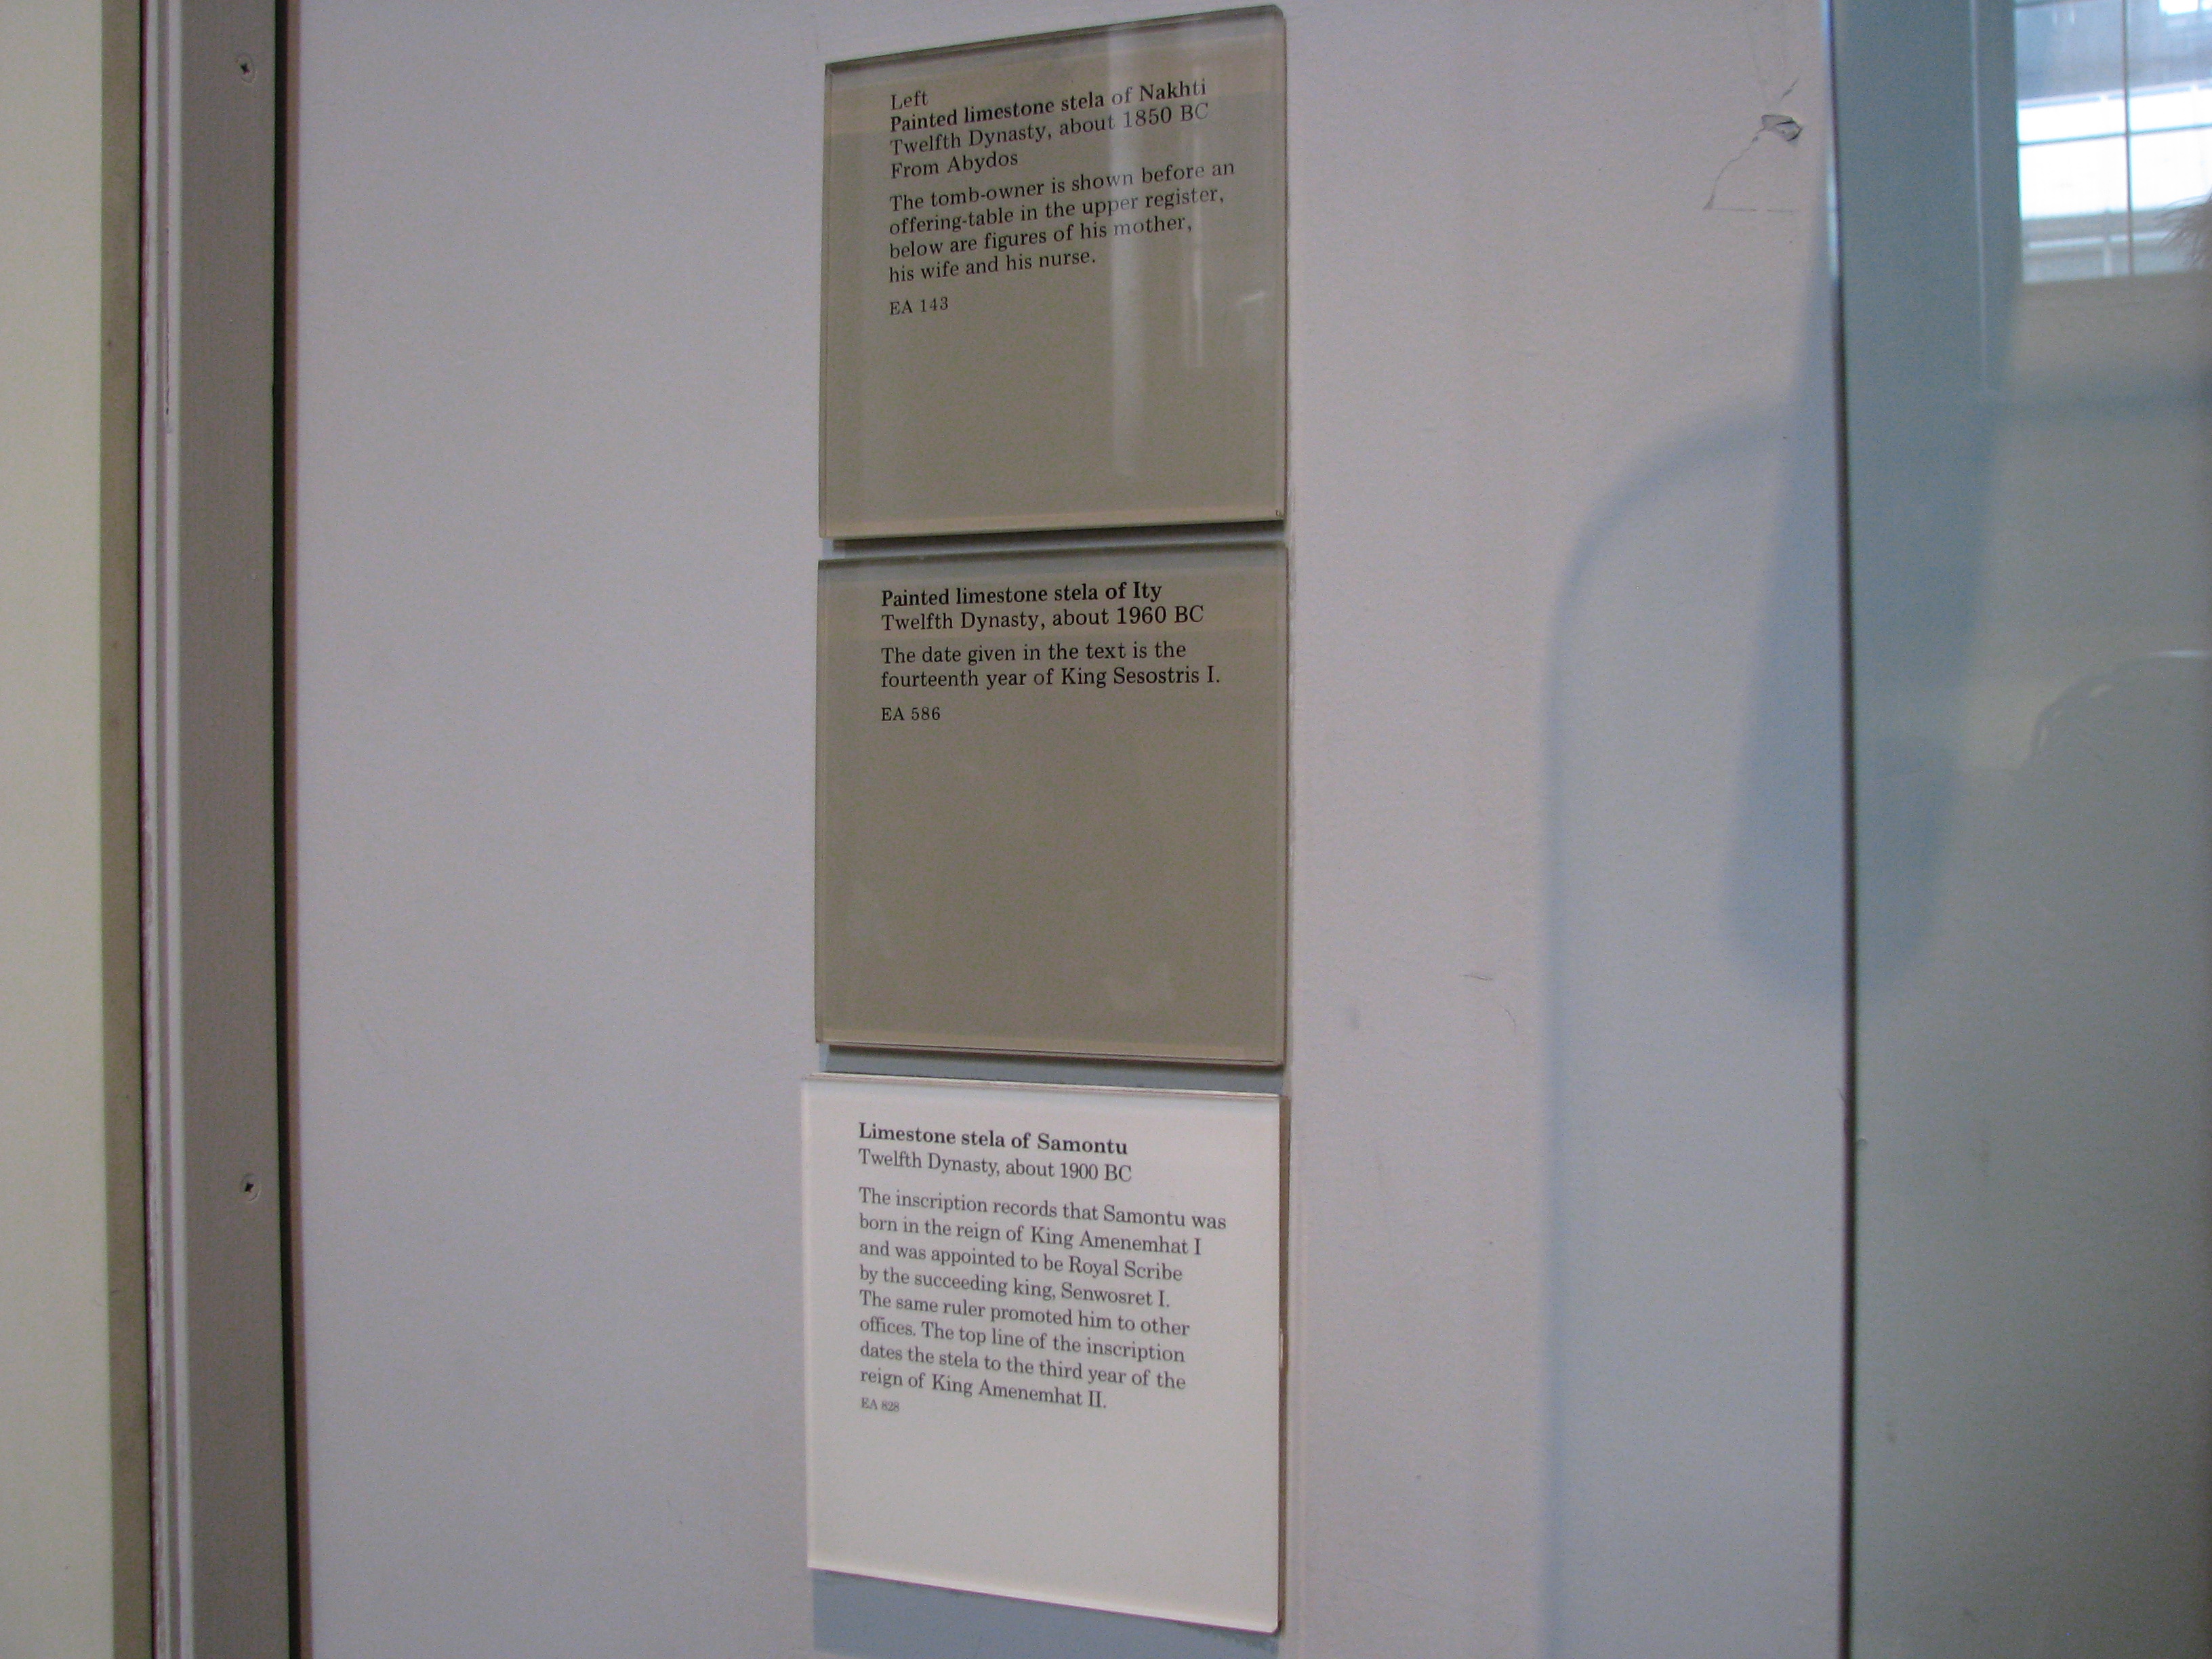 Left
Painted limestone stela of Nakhti
Twelfth Dynasty, about 1850 BC
From Abydos
The tomb-owner is shown before an
offering-table in the upper register,
below are figures of his mother,
his wife and his nurse.
EA 143
Painted limestone stela of Ity
Twelfth Dynasty, about 1960 BC
The date given in the text is the
fourteenth year of King Sesostris I.
EA 586
Limestone stela of Samontu
Twelfth Dynasty, about 1900 BC
The inscription records that Samontu was
born in the reign of King Amenemhat I
and was appointed to be Royal Scribe
by the succeeding king, Senwosret I.
The same ruler promoted him to other
offices. The top line of the inscription
dates the stela to the third year of the
reign of King Amenemhat II.
EA 828